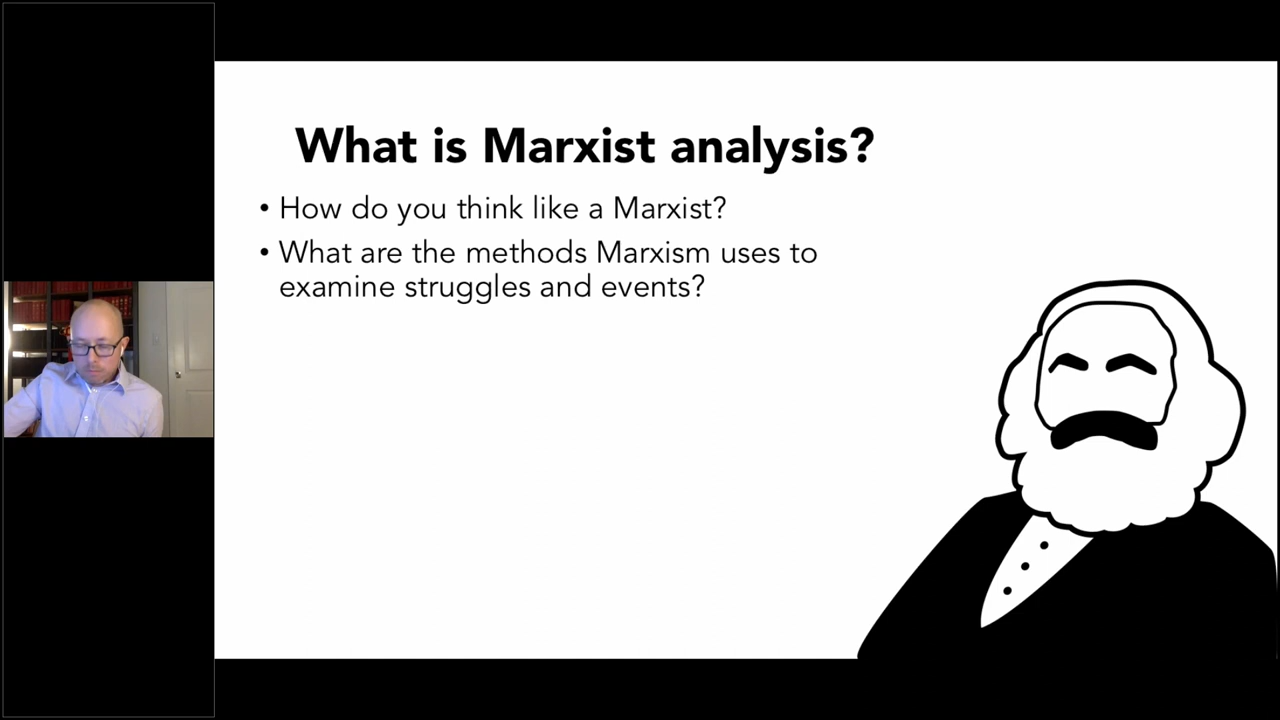 What is Marxist analysis?
• How do you think like a Marxist?
• What are the methods Marxism uses to
examine struggles and events?